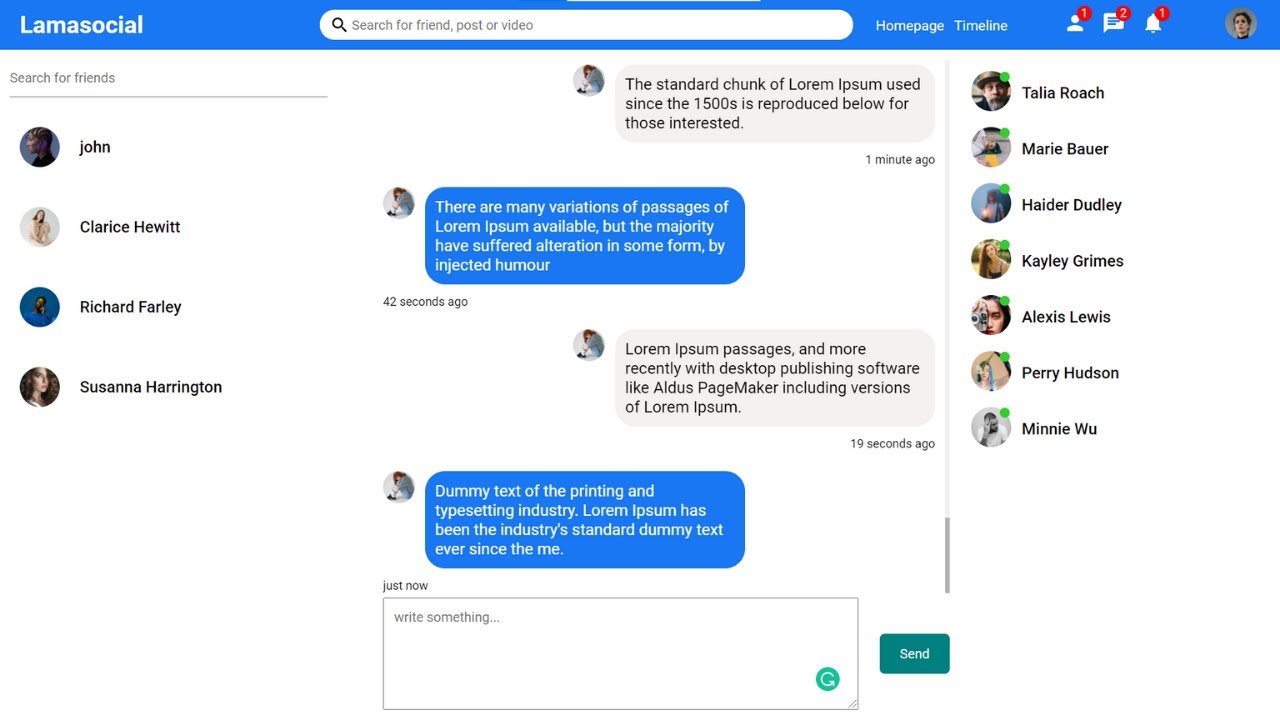 Lamasocial
Search for friend, post or video
Homepage Timeline
1
2
1
Search for friends
john
Clarice Hewitt
Richard Farley
Susanna Harrington
The standard chunk of Lorem Ipsum used
since the 1500s is reproduced below for
those interested.
1 minute ago
There are many variations of passages of
Lorem Ipsum available, but the majority
have suffered alteration in some form, by
injected humour
42 seconds ago
Lorem Ipsum passages, and more
recently with desktop publishing software
like Aldus PageMaker including versions
of Lorem Ipsum.
19 seconds ago
Dummy text of the printing and
typesetting industry. Lorem Ipsum has
been the industry's standard dummy text
ever since the me.
just now
write something...
Send
Talia Roach
Marie Bauer
Haider Dudley
Kayley Grimes
Alexis Lewis
Perry Hudson
Minnie Wu